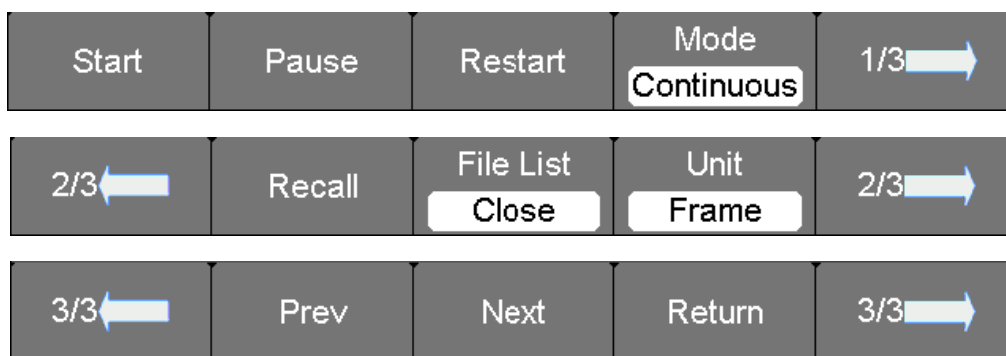 Start Pause Restart Mode Continuous 1/3
2/3 Recall File List Close Unit Frame 2/3
3/3 Prev Next Return 3/3